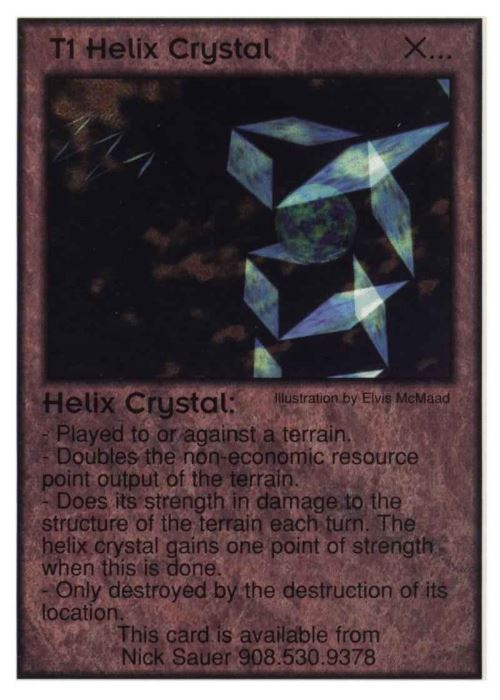 T1 Helix Crystal X...
Helix Crystal: Illustration by Elvis McMaad
- Played to or against a terrain.
- Doubles the non-economic resource
point output of the terrain.
- Does its strength in damage to the
structure of the terrain each turn. The
helix crystal gains one point of strength
when this is done.
- Only destroyed by the destruction of its
location.
This card is available from
Nick Sauer 908.530.9378